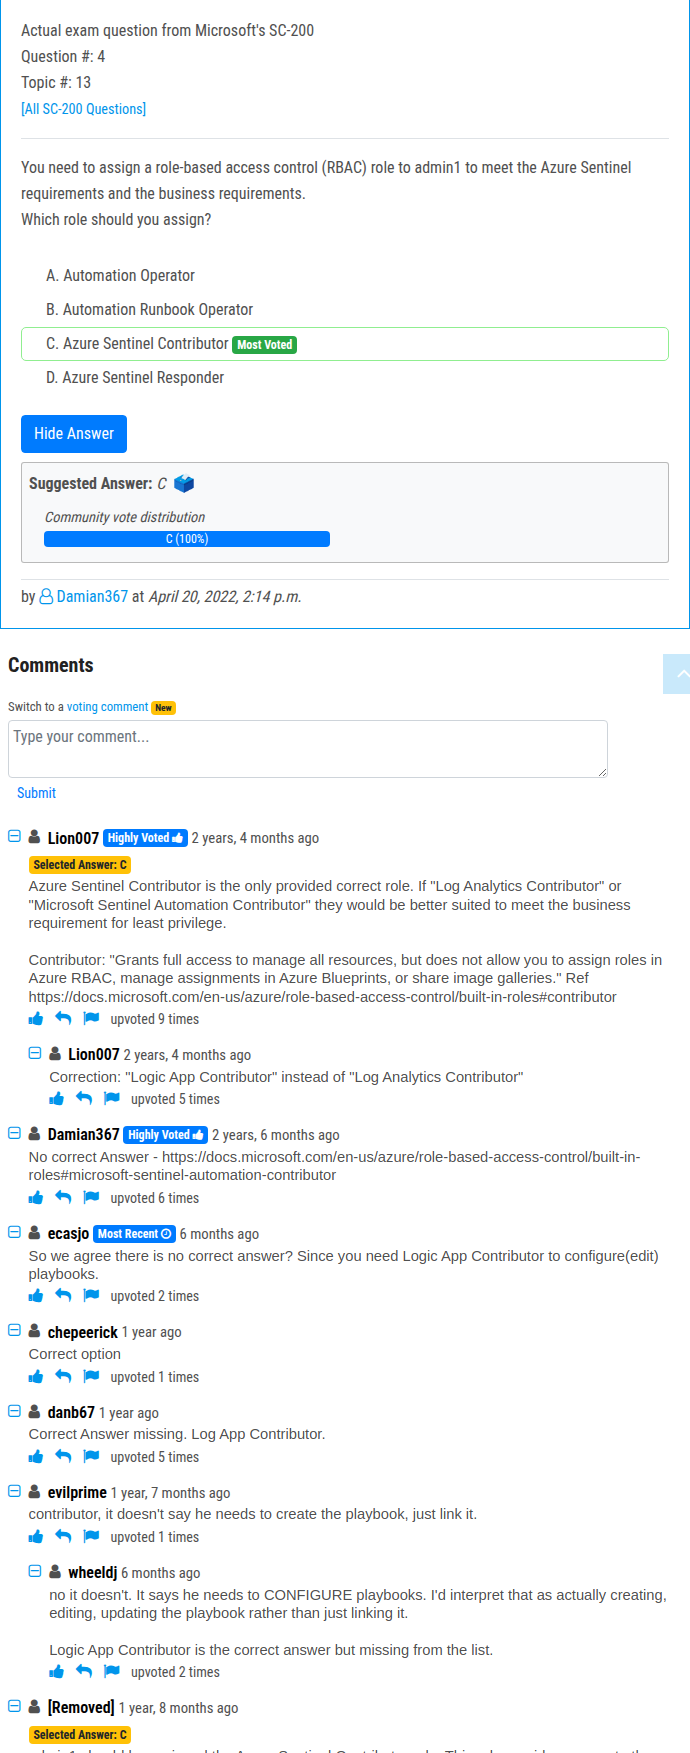 Actual exam question from Microsoft's SC-200
Question #: 4
Topic #: 13
[All SC-200 Questions]
You need to assign a role-based access control (RBAC) role to admin1 to meet the Azure Sentinel
requirements and the business requirements.
Which role should you assign?
A. Automation Operator
B. Automation Runbook Operator
C. Azure Sentinel Contributor Most Voted
D. Azure Sentinel Responder
Hide Answer
Suggested Answer: C
Community vote distribution
C (100%)
by Damian367 at April 20, 2022, 2:14 p.m.
Comments
Switch to a voting comment New
Type your comment...
Submit
Lion007 Highly Voted 2 years, 4 months ago
Selected Answer: C
Azure Sentinel Contributor is the only provided correct role. If "Log Analytics Contributor" or
"Microsoft Sentinel Automation Contributor" they would be better suited to meet the business
requirement for least privilege.
Contributor: "Grants full access to manage all resources, but does not allow you to assign roles in
Azure RBAC, manage assignments in Azure Blueprints, or share image galleries." Ref
https://docs.microsoft.com/en-us/azure/role-based-access-control/built-in-roles#contributor
upvoted 9 times
Lion007 2 years, 4 months ago
Correction: "Logic App Contributor" instead of "Log Analytics Contributor"
upvoted 5 times
Damian367 Highly Voted 2 years, 6 months ago
No correct Answer - https://docs.microsoft.com/en-us/azure/role-based-access-control/built-in-
roles#microsoft-sentinel-automation-contributor
upvoted 6 times
ecasjo Most Recent 6 months ago
So we agree there is no correct answer? Since you need Logic App Contributor to configure(edit)
playbooks.
upvoted 2 times
chepeerick 1 year ago
Correct option
upvoted 1 times
danb67 1 year ago
Correct Answer missing. Log App Contributor.
upvoted 5 times
evilprime 1 year, 7 months ago
contributor, it doesn't say he needs to create the playbook, just link it.
upvoted 1 times
wheeldj 6 months ago
no it doesn't. It says he needs to CONFIGURE playbooks. I'd interpret that as actually creating,
editing, updating the playbook rather than just linking it.
Logic App Contributor is the correct answer but missing from the list.
upvoted 2 times
[Removed] 1 year, 8 months ago
Selected Answer: C